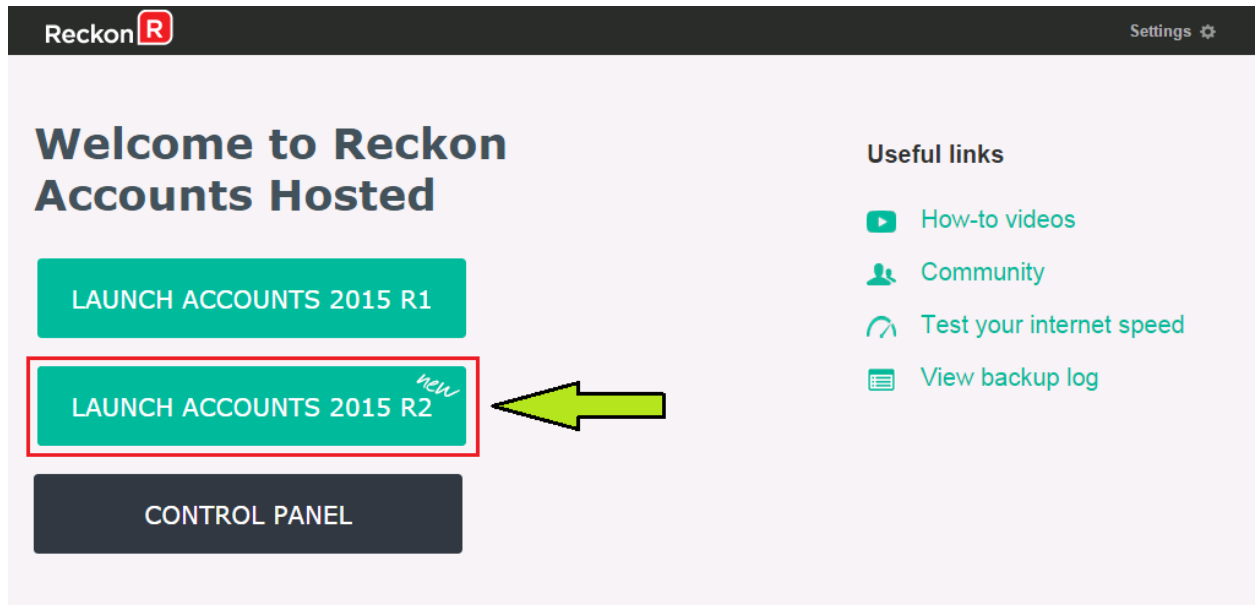 Reckon R
Settings
Welcome to Reckon
Accounts Hosted
LAUNCH ACCOUNTS 2015 R1
new
LAUNCH ACCOUNTS 2015 R2
CONTROL PANEL
Useful links
How-to videos
Community
Test your internet speed
View backup log